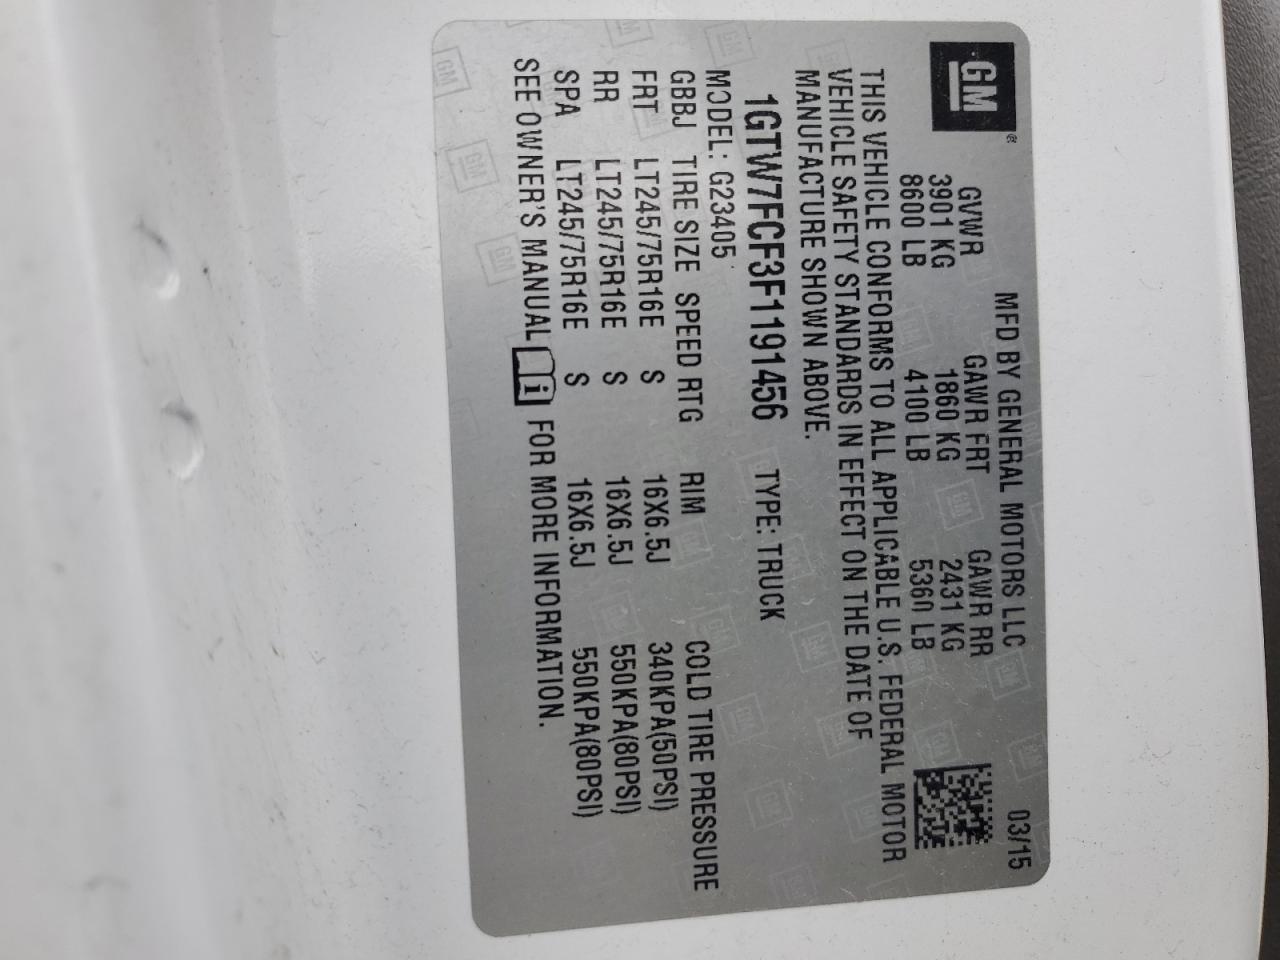 GM®
MFD BY GENERAL MOTORS LLC 03/15
GVWR GAWR FRT GAWR RR
3901 KG 1860 KG 2431 KG
8600 LB 4100 LB 5360 LB
THIS VEHICLE CONFORMS TO ALL APPLICABLE U.S. FEDERAL MOTOR
VEHICLE SAFETY STANDARDS IN EFFECT ON THE DATE OF
MANUFACTURE SHOWN ABOVE.
1GTW7FCF3F1191456 TYPE: TRUCK
MODEL: G23405
GBBJ TIRE SIZE SPEED RTG RIM COLD TIRE PRESSURE
FRT LT245/75R16E S 16X6.5J 340KPA(50PSI)
RR LT245/75R16E S 16X6.5J 550KPA(80PSI)
SPA LT245/75R16E S 16X6.5J 550KPA(80PSI)
SEE OWNER'S MANUAL i FOR MORE INFORMATION.